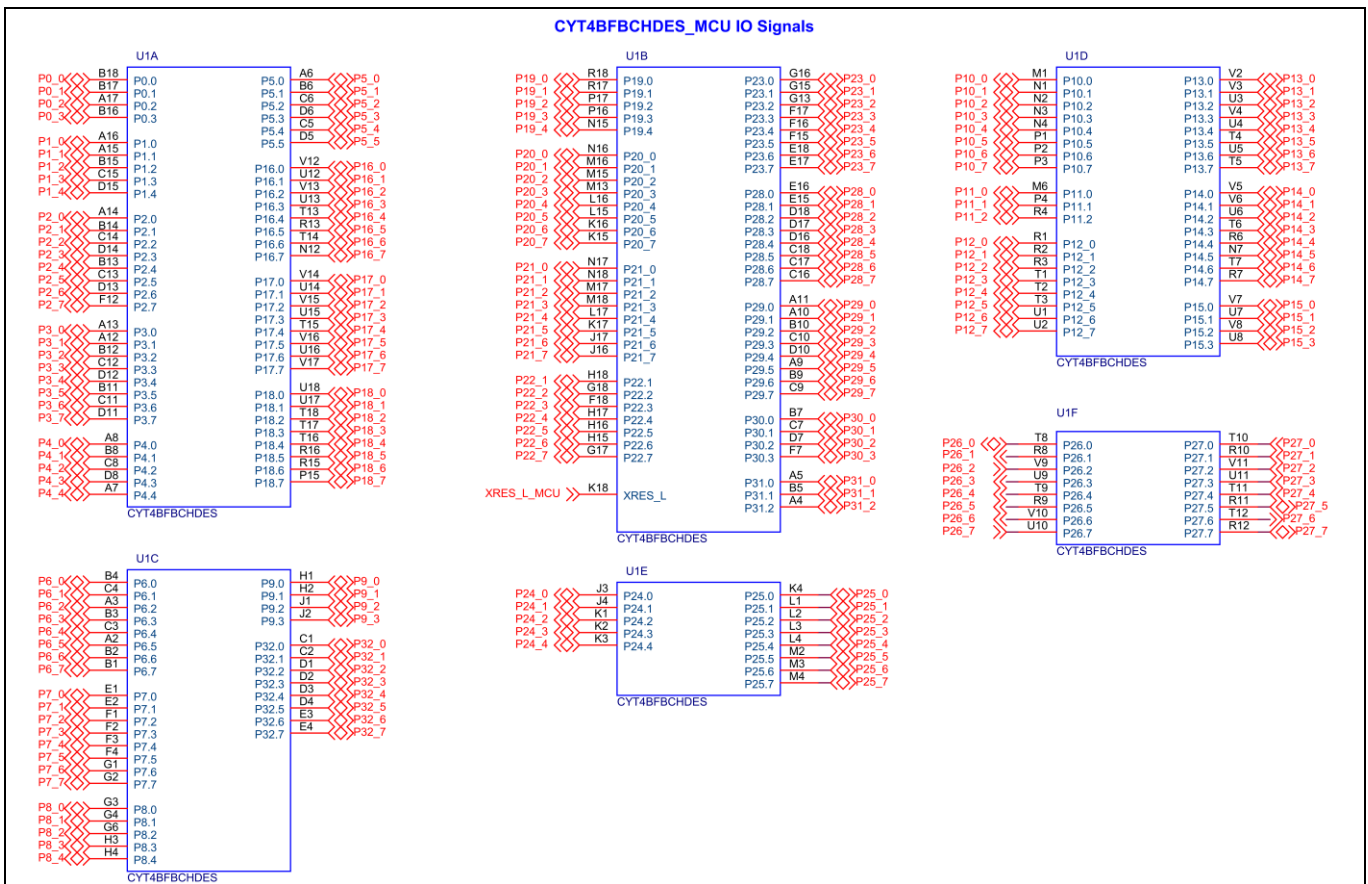 CYT4BFBCHDES_MCU IO Signals
U1A
P0_0 B18 P0.0 P5.0 A6 P5_0
P0_1 B17 P0.1 P5.1 B6 P5_1
P0_2 A17 P0.2 P5.2 C6 P5_2
P0_3 B16 P0.3 P5.3 D6 P5_3
P5.4 C5 P5_4
P1_0 A16 P1.0 P5.5 D5 P5_5
P1_1 A15 P1.1
P1_2 B15 P1.2 P16.0 V12 P16_0
P1_3 C15 P1.3 P16.1 U12 P16_1
P1_4 D15 P1.4 P16.2 V13 P16_2
P16.3 U13 P16_3
P2_0 A14 P2.0 P16.4 T13 P16_4
P2_1 B14 P2.1 P16.5 R13 P16_5
P2_2 C14 P2.2 P16.6 T14 P16_6
P2_3 D14 P2.3 P16.7 N12 P16_7
P2_4 B13 P2.4
P2_5 C13 P2.5 P17.0 V14 P17_0
P2_6 D13 P2.6 P17.1 U14 P17_1
P2_7 F12 P2.7 P17.2 V15 P17_2
P17.3 U15 P17_3
P3_0 A13 P3.0 P17.4 T15 P17_4
P3_1 A12 P3.1 P17.5 V16 P17_5
P3_2 B12 P3.2 P17.6 U16 P17_6
P3_3 C12 P3.3 P17.7 V17 P17_7
P3_4 D12 P3.4
P3_5 B11 P3.5 P18.0 U18 P18_0
P3_6 C11 P3.6 P18.1 U17 P18_1
P3_7 D11 P3.7 P18.2 T18 P18_2
P18.3 T17 P18_3
P4_0 A8 P4.0 P18.4 T16 P18_4
P4_1 B8 P4.1 P18.5 R16 P18_5
P4_2 C8 P4.2 P18.6 R15 P18_6
P4_3 D8 P4.3 P18.7 P15 P18_7
P4_4 A7 P4.4
CYT4BFBCHDES
U1B
P19_0 R18 P19.0 P23.0 G16 P23_0
P19_1 R17 P19.1 P23.1 G15 P23_1
P19_2 P17 P19.2 P23.2 G13 P23_2
P19_3 P16 P19.3 P23.3 F17 P23_3
P19_4 N15 P19.4 P23.4 F16 P23_4
P23.5 F15 P23_5
P20_0 N16 P20_0 P23.6 E18 P23_6
P20_1 M16 P20_1 P23.7 E17 P23_7
P20_2 M15 P20_2
P20_3 M13 P20_3 P28.0 E16 P28_0
P20_4 L16 P20_4 P28.1 E15 P28_1
P20_5 L15 P20_5 P28.2 D18 P28_2
P20_6 K16 P20_6 P28.3 D17 P28_3
P20_7 K15 P20_7 P28.4 D16 P28_4
P28.5 C18 P28_5
P21_0 N17 P21_0 P28.6 C17 P28_6
P21_1 N18 P21_1 P28.7 C16 P28_7
P21_2 M17 P21_2
P21_3 M18 P21_3 P29.0 A11 P29_0
P21_4 L17 P21_4 P29.1 A10 P29_1
P21_5 K17 P21_5 P29.2 B10 P29_2
P21_6 J17 P21_6 P29.3 C10 P29_3
P21_7 J16 P21_7 P29.4 D10 P29_4
P29.5 A9 P29_5
P22_1 H18 P22.1 P29.6 B9 P29_6
P22_2 G18 P22.2 P29.7 C9 P29_7
P22_3 F18 P22.3
P22_4 H17 P22.4 P30.0 B7 P30_0
P22_5 H16 P22.5 P30.1 C7 P30_1
P22_6 H15 P22.6 P30.2 D7 P30_2
P22_7 G17 P22.7 P30.3 F7 P30_3
XRES_L_MCU K18 XRES_L P31.0 A5 P31_0
P31.1 B5 P31_1
P31.2 A4 P31_2
CYT4BFBCHDES
U1D
P10_0 M1 P10.0 P13.0 V2 P13_0
P10_1 N1 P10.1 P13.1 V3 P13_1
P10_2 N2 P10.2 P13.2 U3 P13_2
P10_3 N3 P10.3 P13.3 V4 P13_3
P10_4 N4 P10.4 P13.4 U4 P13_4
P10_5 P1 P10.5 P13.5 T4 P13_5
P10_6 P2 P10.6 P13.6 U5 P13_6
P10_7 P3 P10.7 P13.7 T5 P13_7
P11_0 M6 P11.0 P14.0 V5 P14_0
P11_1 P4 P11.1 P14.1 V6 P14_1
P11_2 R4 P11.2 P14.2 U6 P14_2
P14.3 T6 P14_3
P12_0 R1 P12_0 P14.4 R6 P14_4
P12_1 R2 P12_1 P14.5 N7 P14_5
P12_2 R3 P12_2 P14.6 T7 P14_6
P12_3 T1 P12_3 P14.7 R7 P14_7
P12_4 T2 P12_4
P12_5 T3 P12_5 P15.0 V7 P15_0
P12_6 U1 P12_6 P15.1 U7 P15_1
P12_7 U2 P12_7 P15.2 V8 P15_2
P15.3 U8 P15_3
CYT4BFBCHDES
U1F
P26_0 T8 P26.0 P27.0 T10 P27_0
P26_1 R8 P26.1 P27.1 R10 P27_1
P26_2 V9 P26.2 P27.2 V11 P27_2
P26_3 U9 P26.3 P27.3 U11 P27_3
P26_4 T9 P26.4 P27.4 T11 P27_4
P26_5 R9 P26.5 P27.5 R11 P27_5
P26_6 V10 P26.6 P27.6 T12 P27_6
P26_7 U10 P26.7 P27.7 R12 P27_7
CYT4BFBCHDES
U1C
P6_0 B4 P6.0 P9.0 H1 P9_0
P6_1 C4 P6.1 P9.1 H2 P9_1
P6_2 A3 P6.2 P9.2 J1 P9_2
P6_3 B3 P6.3 P9.3 J2 P9_3
P6_4 C3 P6.4
P6_5 A2 P6.5 P32.0 C1 P32_0
P6_6 B2 P6.6 P32.1 C2 P32_1
P6_7 B1 P6.7 P32.2 D1 P32_2
P32.3 D2 P32_3
P7_0 E1 P7.0 P32.4 D3 P32_4
P7_1 E2 P7.1 P32.5 D4 P32_5
P7_2 F1 P7.2 P32.6 E3 P32_6
P7_3 F2 P7.3 P32.7 E4 P32_7
P7_4 F3 P7.4
P7_5 F4 P7.5
P7_6 G1 P7.6
P7_7 G2 P7.7
P8_0 G3 P8.0
P8_1 G4 P8.1
P8_2 G6 P8.2
P8_3 H3 P8.3
P8_4 H4 P8.4
CYT4BFBCHDES
U1E
P24_0 J3 P24.0 P25.0 K4 P25_0
P24_1 J4 P24.1 P25.1 L1 P25_1
P24_2 K1 P24.2 P25.2 L2 P25_2
P24_3 K2 P24.3 P25.3 L3 P25_3
P24_4 K3 P24.4 P25.4 L4 P25_4
P25.5 M2 P25_5
P25.6 M3 P25_6
P25.7 M4 P25_7
CYT4BFBCHDES